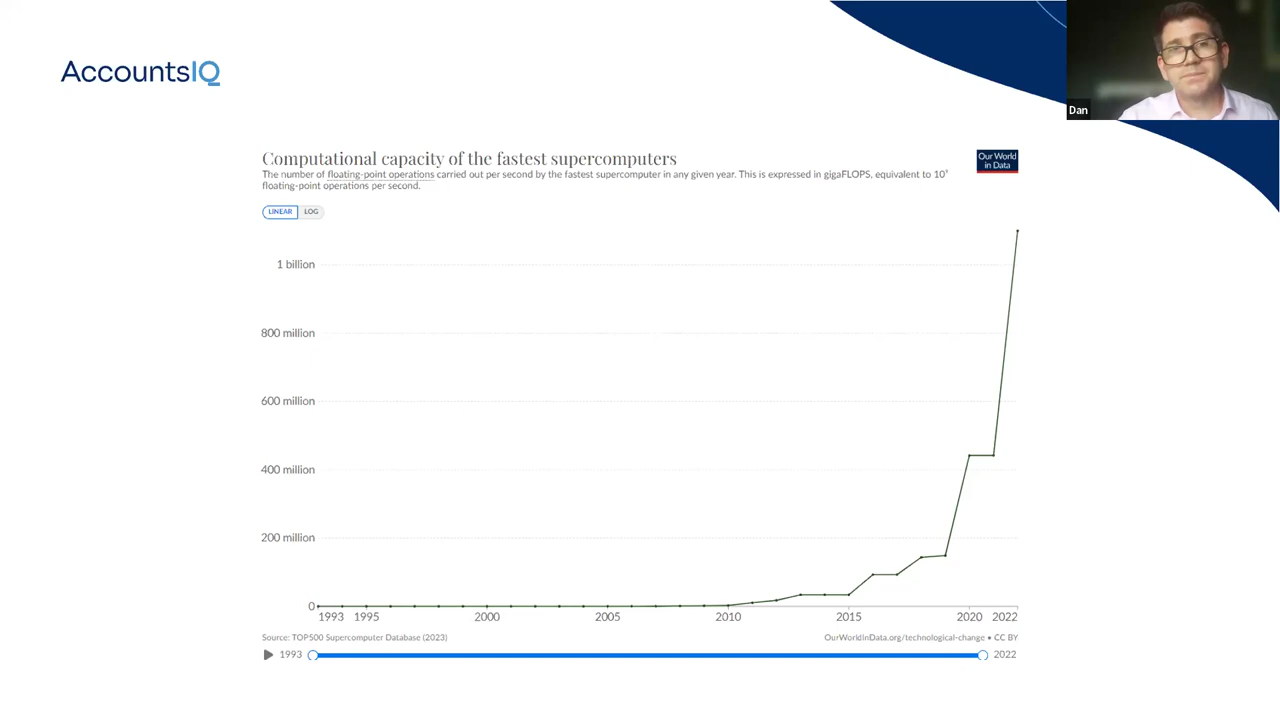 AccountsIQ
Dan
Computational capacity of the fastest supercomputers
The number of floating-point operations carried out per second by the fastest supercomputer in any given year. This is expressed in gigaFLOPS, equivalent to 10⁹
floating-point operations per second.
Our World
in Data
LINEAR LOG
1 billion
800 million
600 million
400 million
200 million
0
1993 1995 2000 2005 2010 2015 2020 2022
Source: TOP500 Supercomputer Database (2023)
OurWorldInData.org/technological-change • CC BY
1993 2022